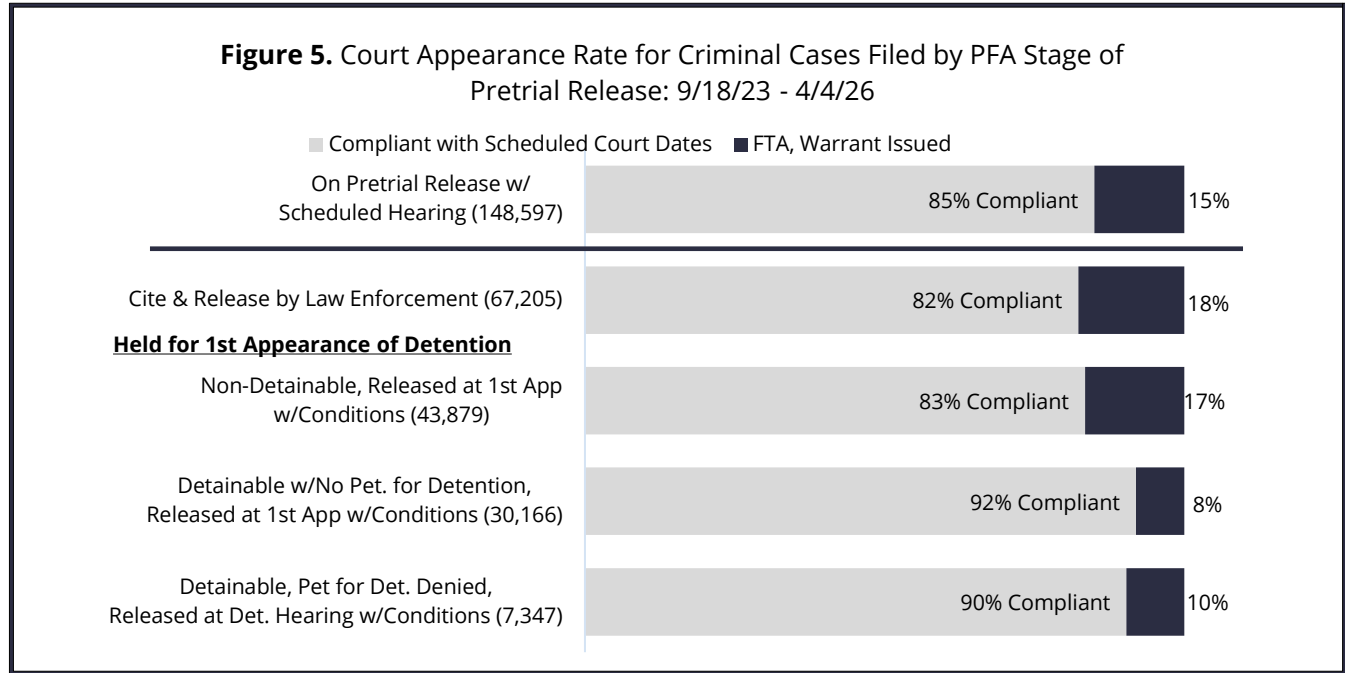 Figure 5. Court Appearance Rate for Criminal Cases Filed by PFA Stage of
Pretrial Release: 9/18/23 - 4/4/26
Compliant with Scheduled Court Dates FTA, Warrant Issued
On Pretrial Release w/
Scheduled Hearing (148,597)
85% Compliant
15%
Cite & Release by Law Enforcement (67,205)
82% Compliant
18%
Held for 1st Appearance of Detention
Non-Detainable, Released at 1st App
w/Conditions (43,879)
83% Compliant
17%
Detainable w/No Pet. for Detention,
Released at 1st App w/Conditions (30,166)
92% Compliant
8%
Detainable, Pet for Det. Denied,
Released at Det. Hearing w/Conditions (7,347)
90% Compliant
10%